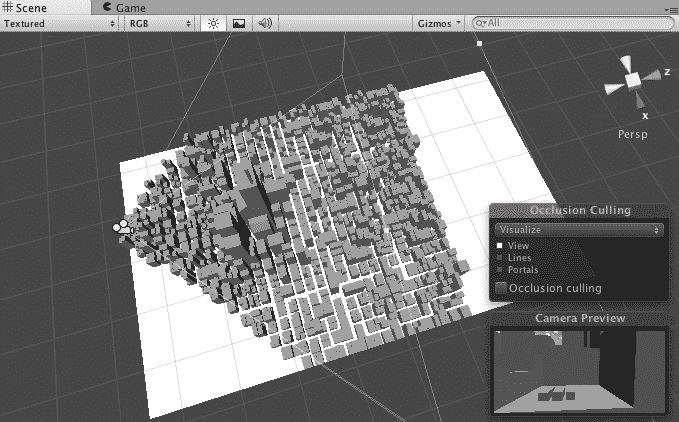 Scene Game
Textured RGB Gizmos All
z
x
Persp
Occlusion Culling
Visualize
View
Lines
Portals
Occlusion culling
Camera Preview